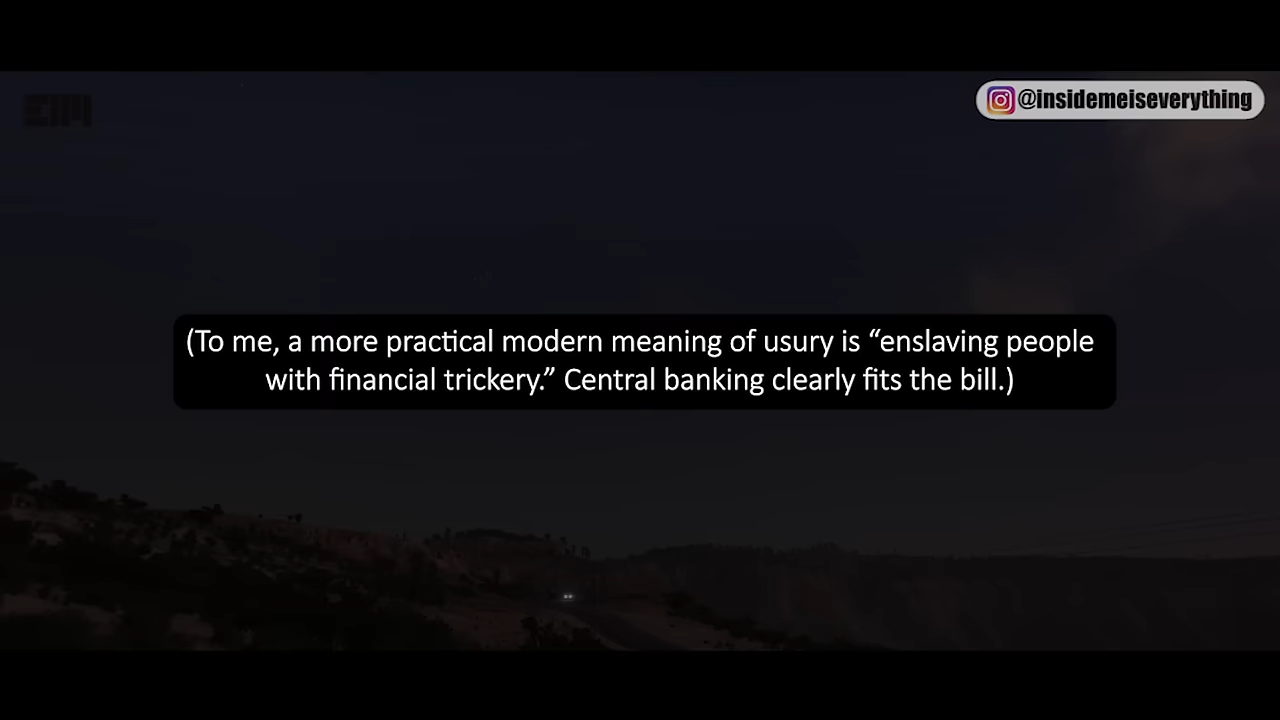 @insidemeiseverything
(To me, a more practical modern meaning of usury is “enslaving people
with financial trickery.” Central banking clearly fits the bill.)